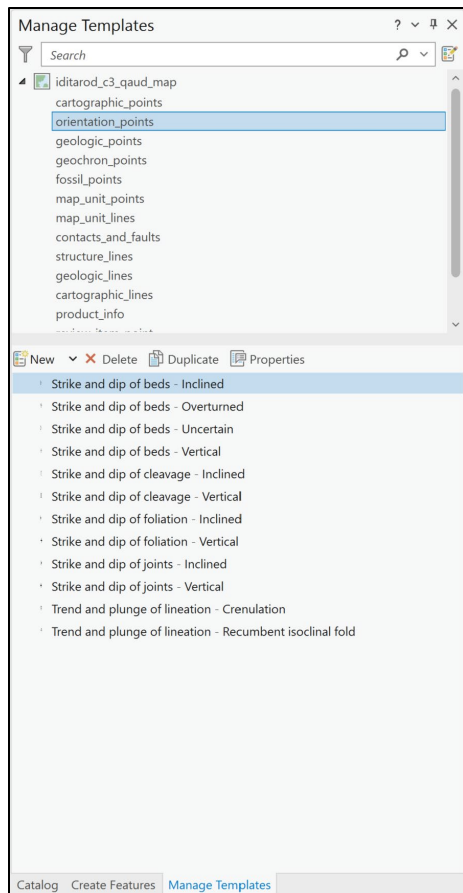 Manage Templates
Search
iditarod_c3_qaud_map
cartographic_points
orientation_points
geologic_points
geochron_points
fossil_points
map_unit_points
map_unit_lines
contacts_and_faults
structure_lines
geologic_lines
cartographic_lines
product_info
New Delete Duplicate Properties
Strike and dip of beds - Inclined
Strike and dip of beds - Overturned
Strike and dip of beds - Uncertain
Strike and dip of beds - Vertical
Strike and dip of cleavage - Inclined
Strike and dip of cleavage - Vertical
Strike and dip of foliation - Inclined
Strike and dip of foliation - Vertical
Strike and dip of joints - Inclined
Strike and dip of joints - Vertical
Trend and plunge of lineation - Crenulation
Trend and plunge of lineation - Recumbent isoclinal fold
Catalog Create Features Manage Templates